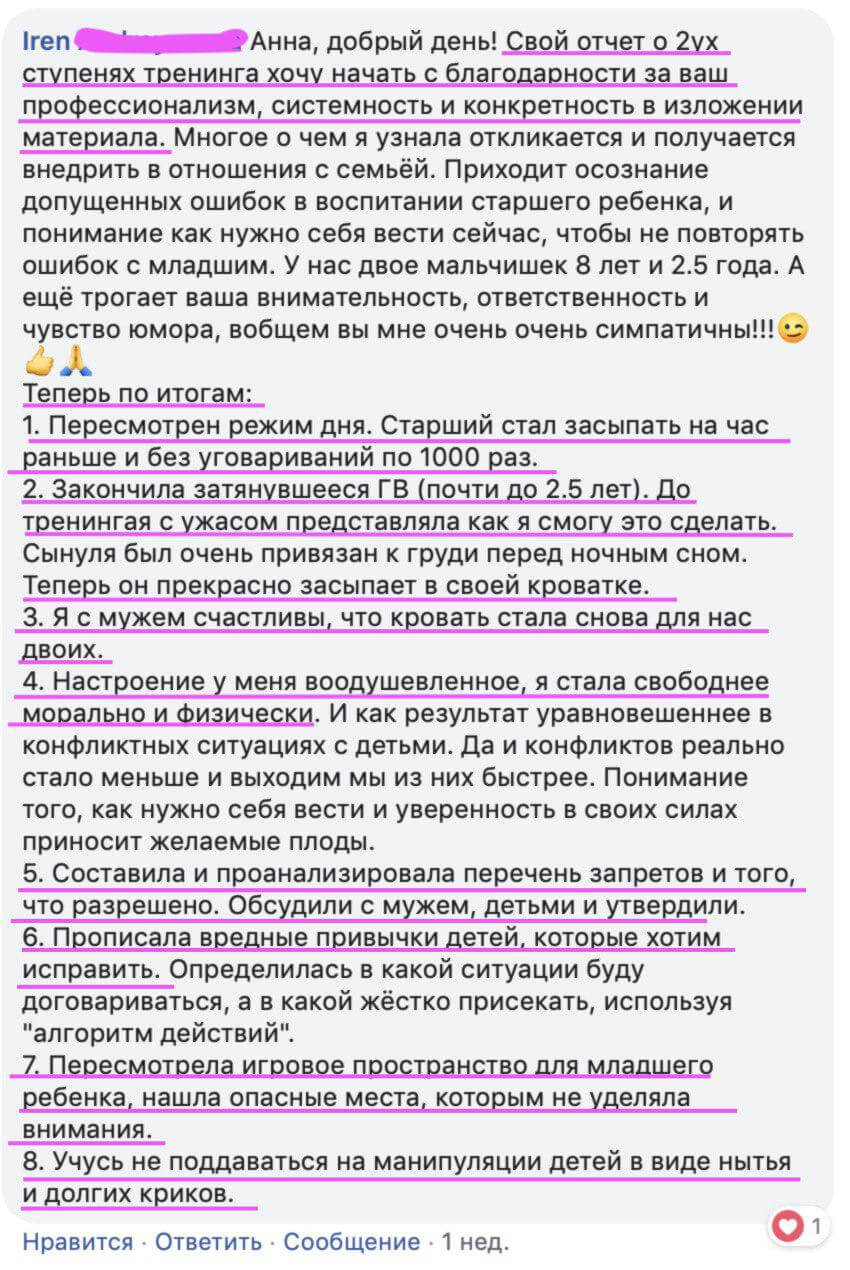 Iren Анна, добрый день! Свой отчет о 2ух
ступенях тренинга хочу начать с благодарности за ваш
профессионализм, системность и конкретность в изложении
материала. Многое о чем я узнала откликается и получается
внедрить в отношения с семьёй. Приходит осознание
допущенных ошибок в воспитании старшего ребенка, и
понимание как нужно себя вести сейчас, чтобы не повторять
ошибок с младшим. У нас двое мальчишек 8 лет и 2.5 года. А
ещё трогает ваша внимательность, ответственность и
чувство юмора, вобщем вы мне очень очень симпатичны!!!😉
👍🙏
Теперь по итогам:
1. Пересмотрен режим дня. Старший стал засыпать на час
раньше и без уговариваний по 1000 раз.
2. Закончила затянувшееся ГВ (почти до 2.5 лет). До
тренингая с ужасом представляла как я смогу это сделать.
Сынуля был очень привязан к груди перед ночным сном.
Теперь он прекрасно засыпает в своей кроватке.
3. Я с мужем счастливы, что кровать стала снова для нас
двоих.
4. Настроение у меня воодушевленное, я стала свободнее
морально и физически. И как результат уравновешеннее в
конфликтных ситуациях с детьми. Да и конфликтов реально
стало меньше и выходим мы из них быстрее. Понимание
того, как нужно себя вести и уверенность в своих силах
приносит желаемые плоды.
5. Составила и проанализировала перечень запретов и того,
что разрешено. Обсудили с мужем, детьми и утвердили.
6. Прописала вредные привычки детей, которые хотим
исправить. Определилась в какой ситуации буду
договариваться, а в какой жёстко присекать, используя
"алгоритм действий".
7. Пересмотрела игровое пространство для младшего
ребенка, нашла опасные места, которым не уделяла
внимания.
8. Учусь не поддаваться на манипуляции детей в виде нытья
и долгих криков.
1
Нравится · Ответить · Сообщение · 1 нед.